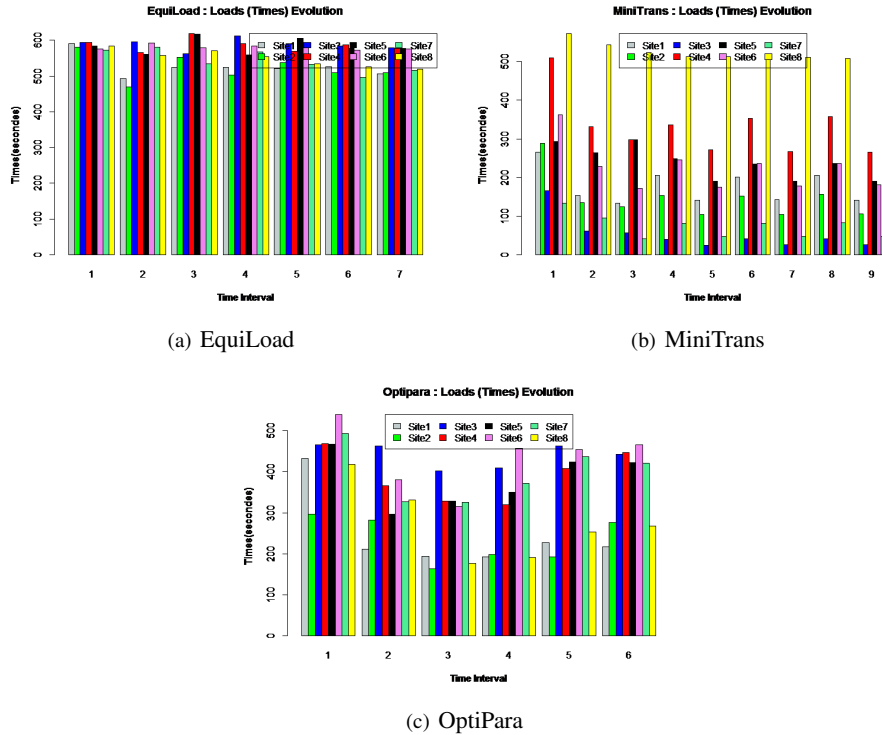 EquiLoad : Loads (Times) Evolution
Times(secondes)
0 100 200 300 400 500 600
Site1 Site3 Site5 Site7
Site2 Site4 Site6 Site8
1 2 3 4 5 6 7
Time Interval
(a) EquiLoad
MiniTrans : Loads (Times) Evolution
Times(secondes)
0 100 200 300 400 500
Site1 Site3 Site5 Site7
Site2 Site4 Site6 Site8
1 2 3 4 5 6 7 8 9
Time Interval
(b) MiniTrans
Optipara : Loads (Times) Evolution
Times(secondes)
0 100 200 300 400 500
Site1 Site3 Site5 Site7
Site2 Site4 Site6 Site8
1 2 3 4 5 6
Time Interval
(c) OptiPara